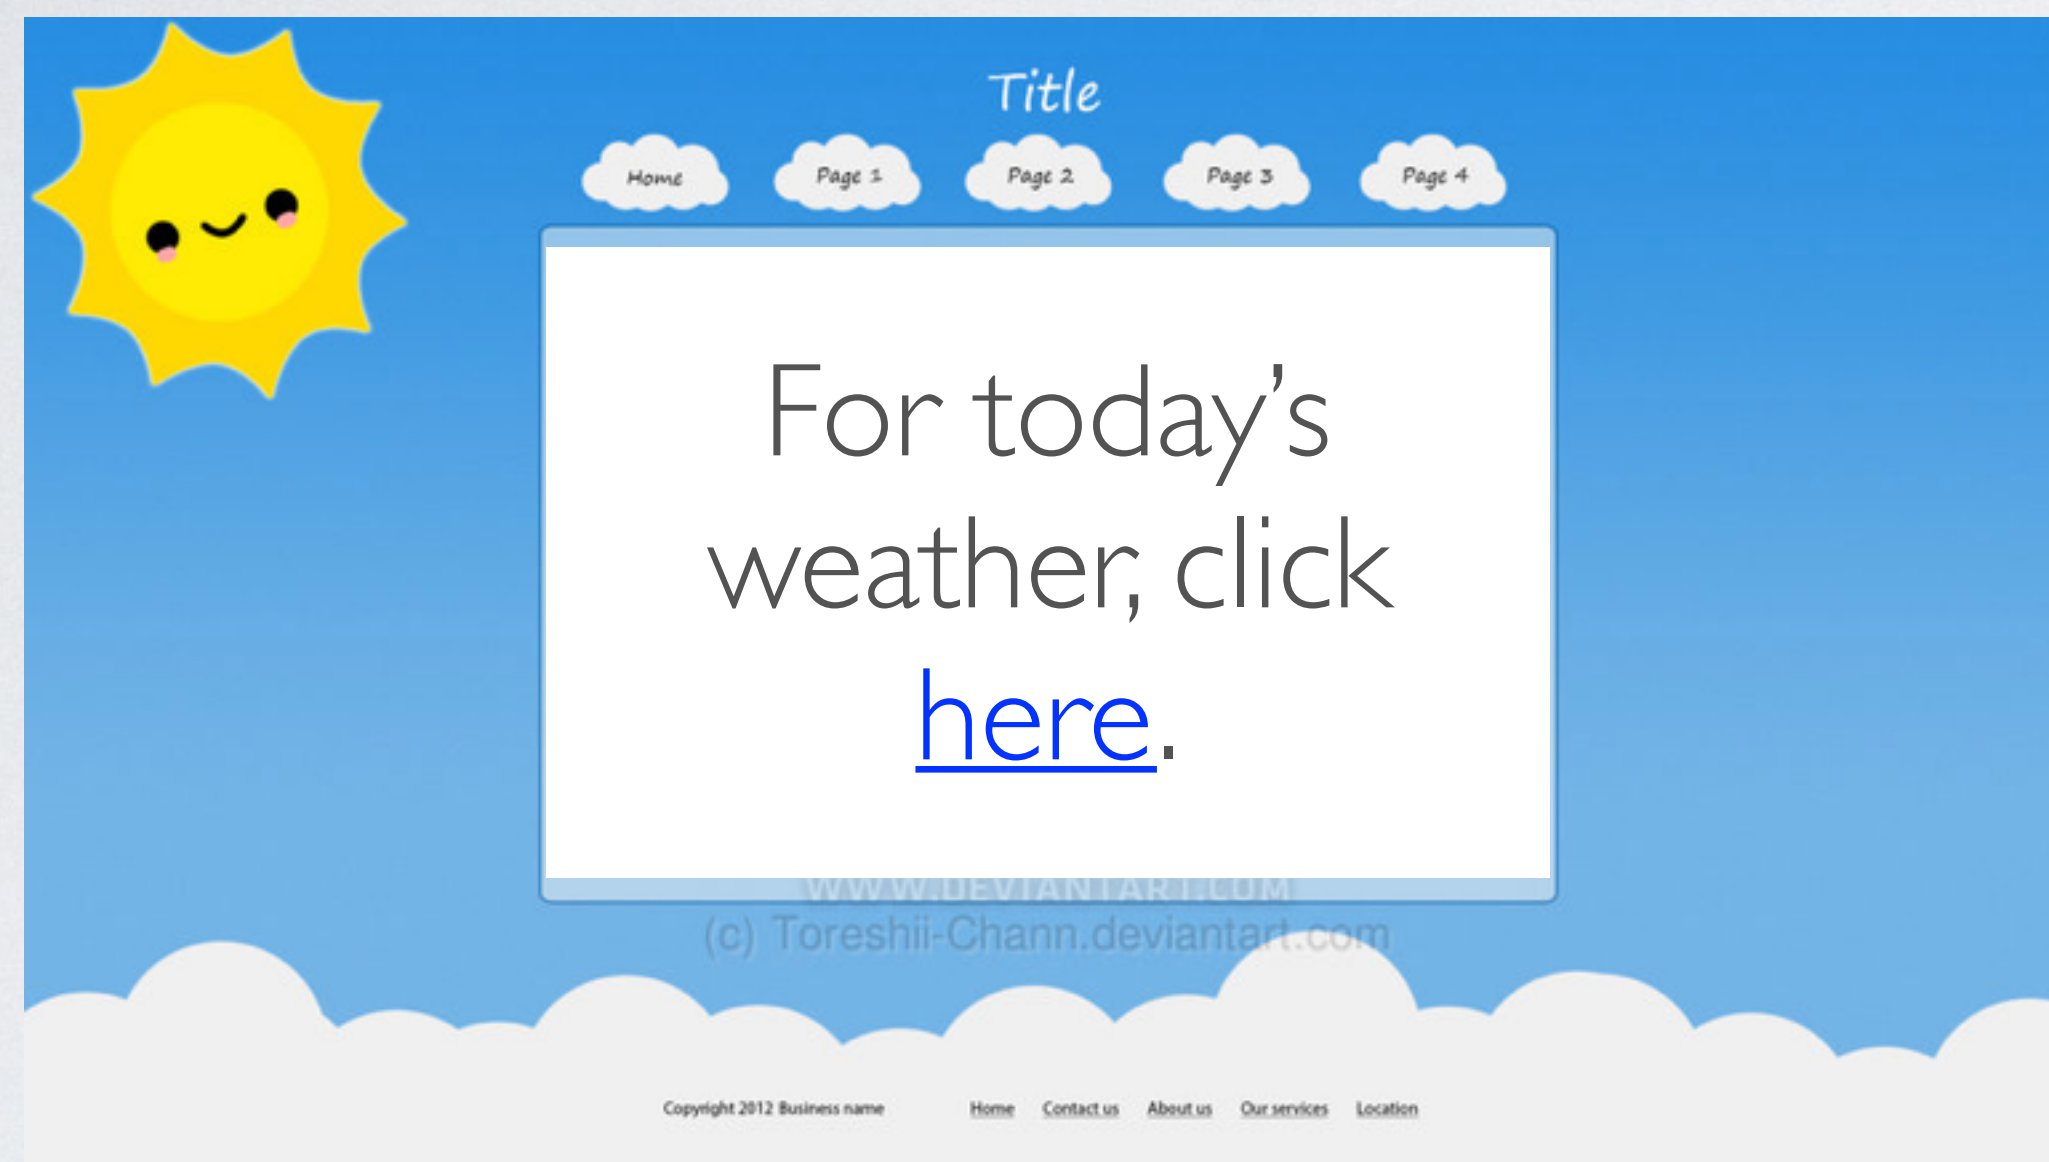 Title
Home Page 1 Page 2 Page 3 Page 4
For today's
weather, click
here.
WWW.DEVIANTART.COM
(c) Toreshii-Chann.deviantart.com
Copyright 2012 Business name Home Contact us About us Our services Location